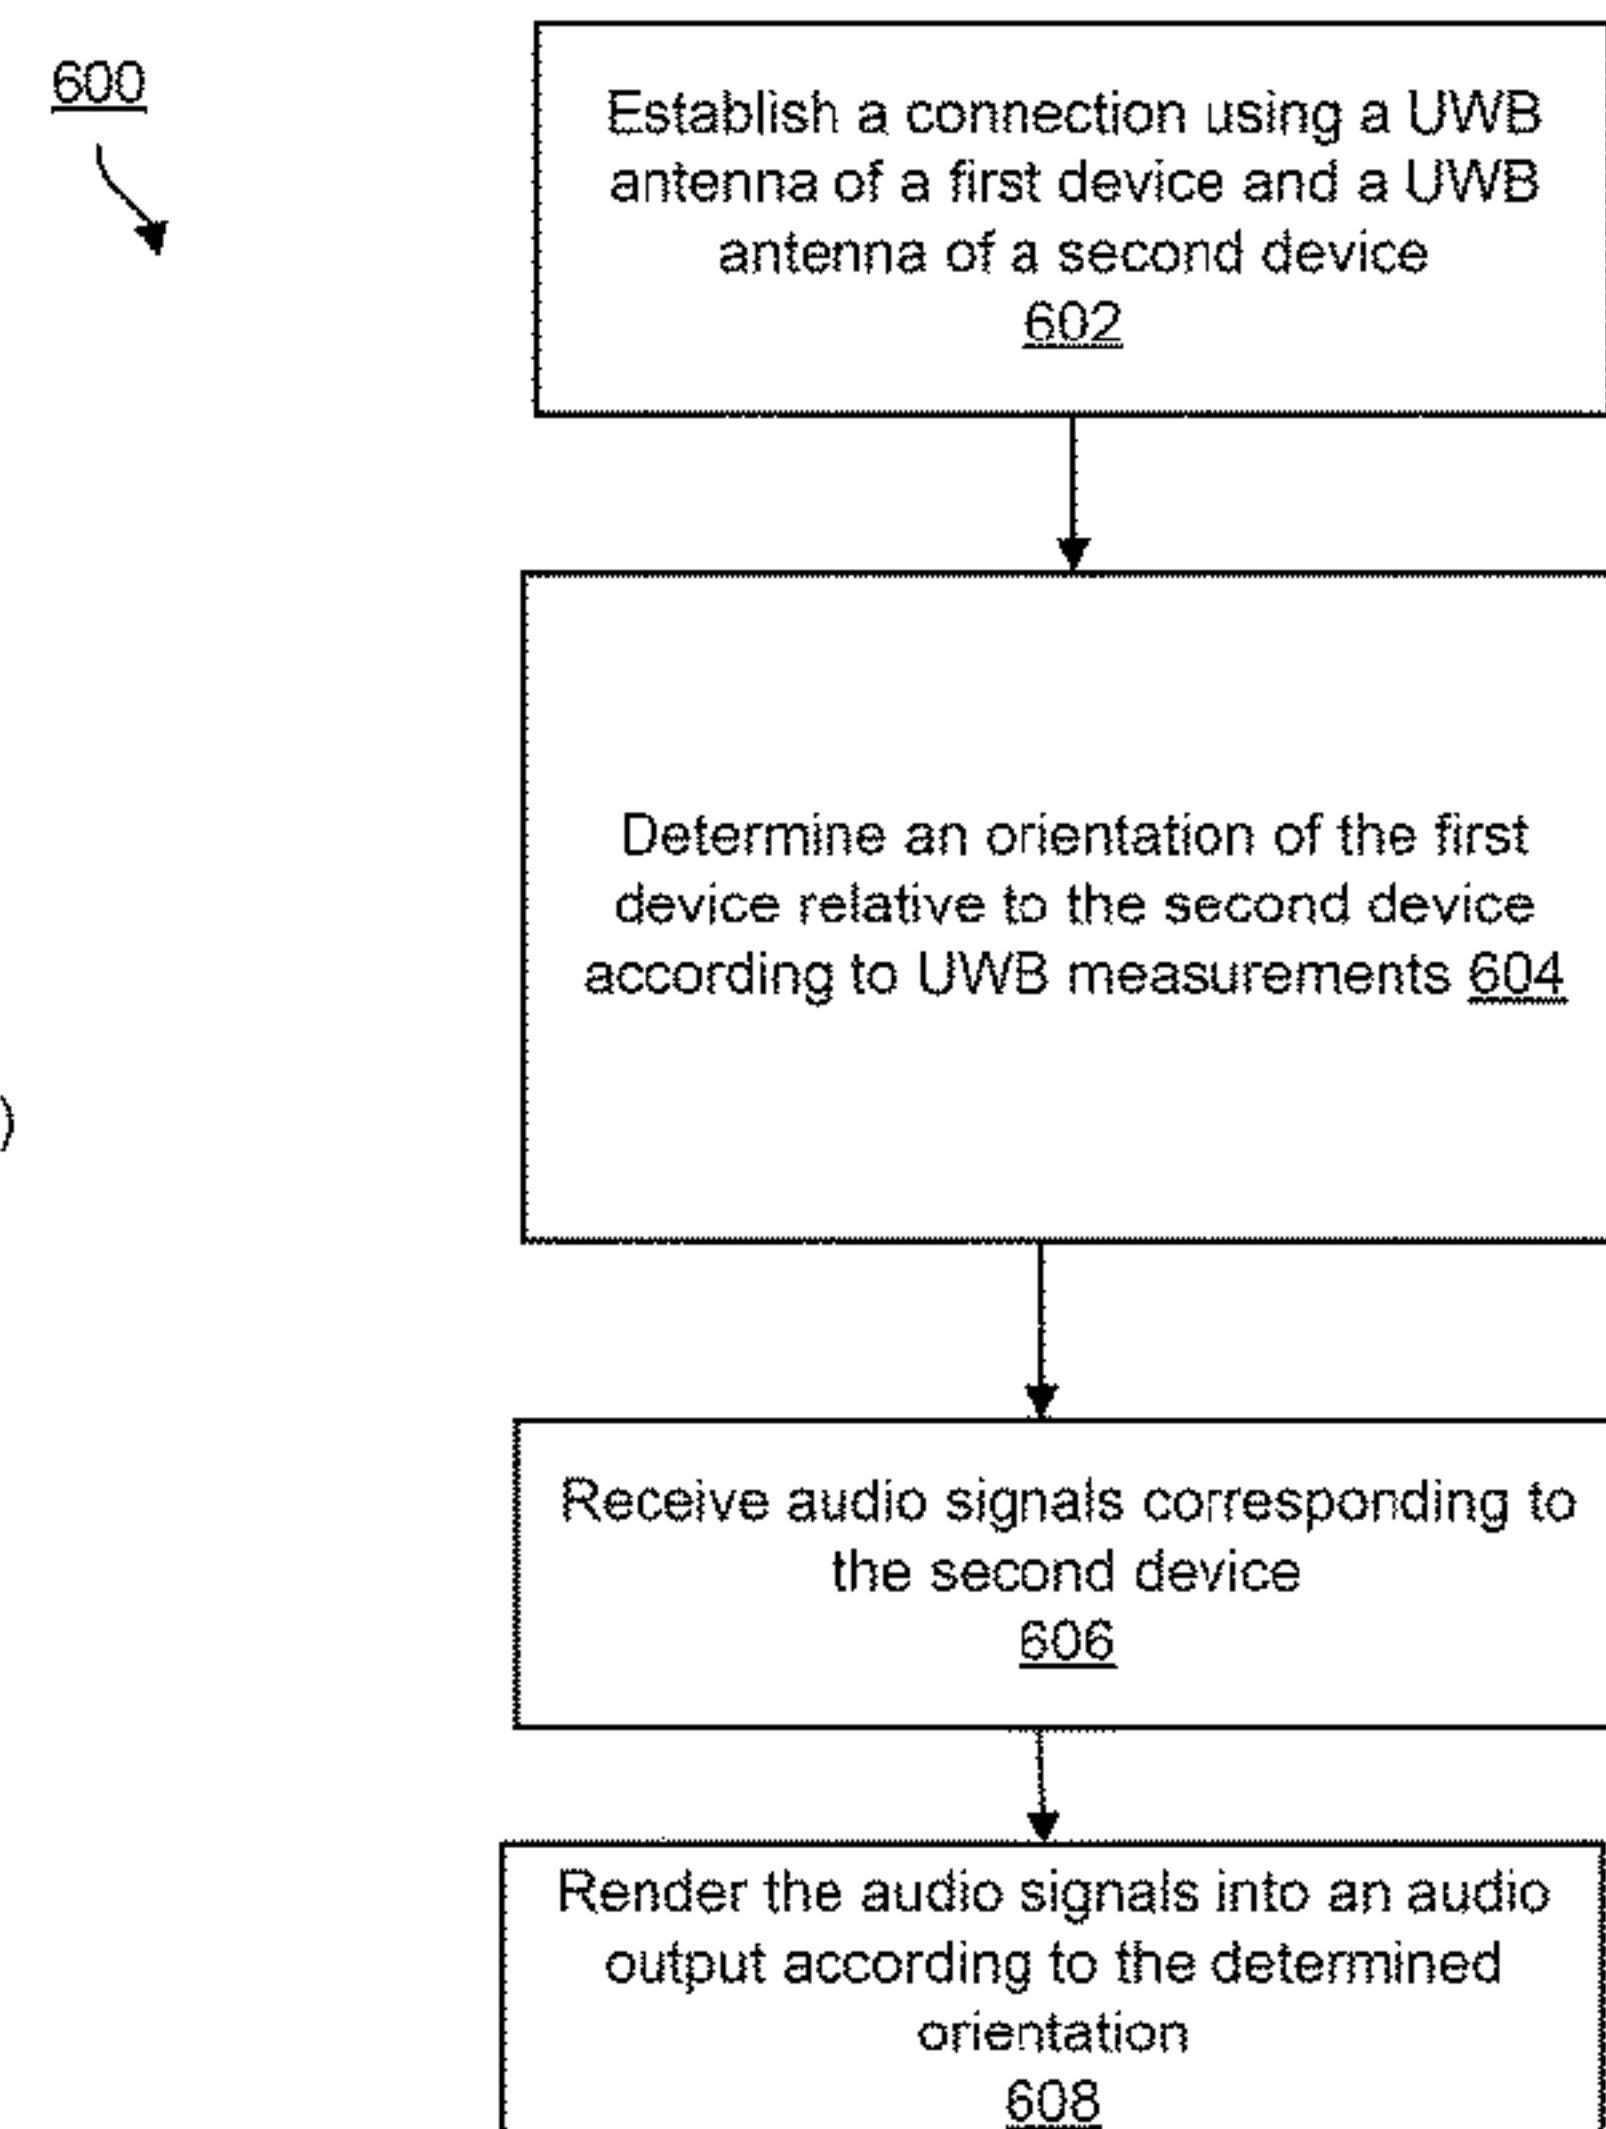 600
Establish a connection using a UWB
antenna of a first device and a UWB
antenna of a second device
602
Determine an orientation of the first
device relative to the second device
according to UWB measurements 604
)
Receive audio signals corresponding to
the second device
606
Render the audio signals into an audio
output according to the determined
orientation
608